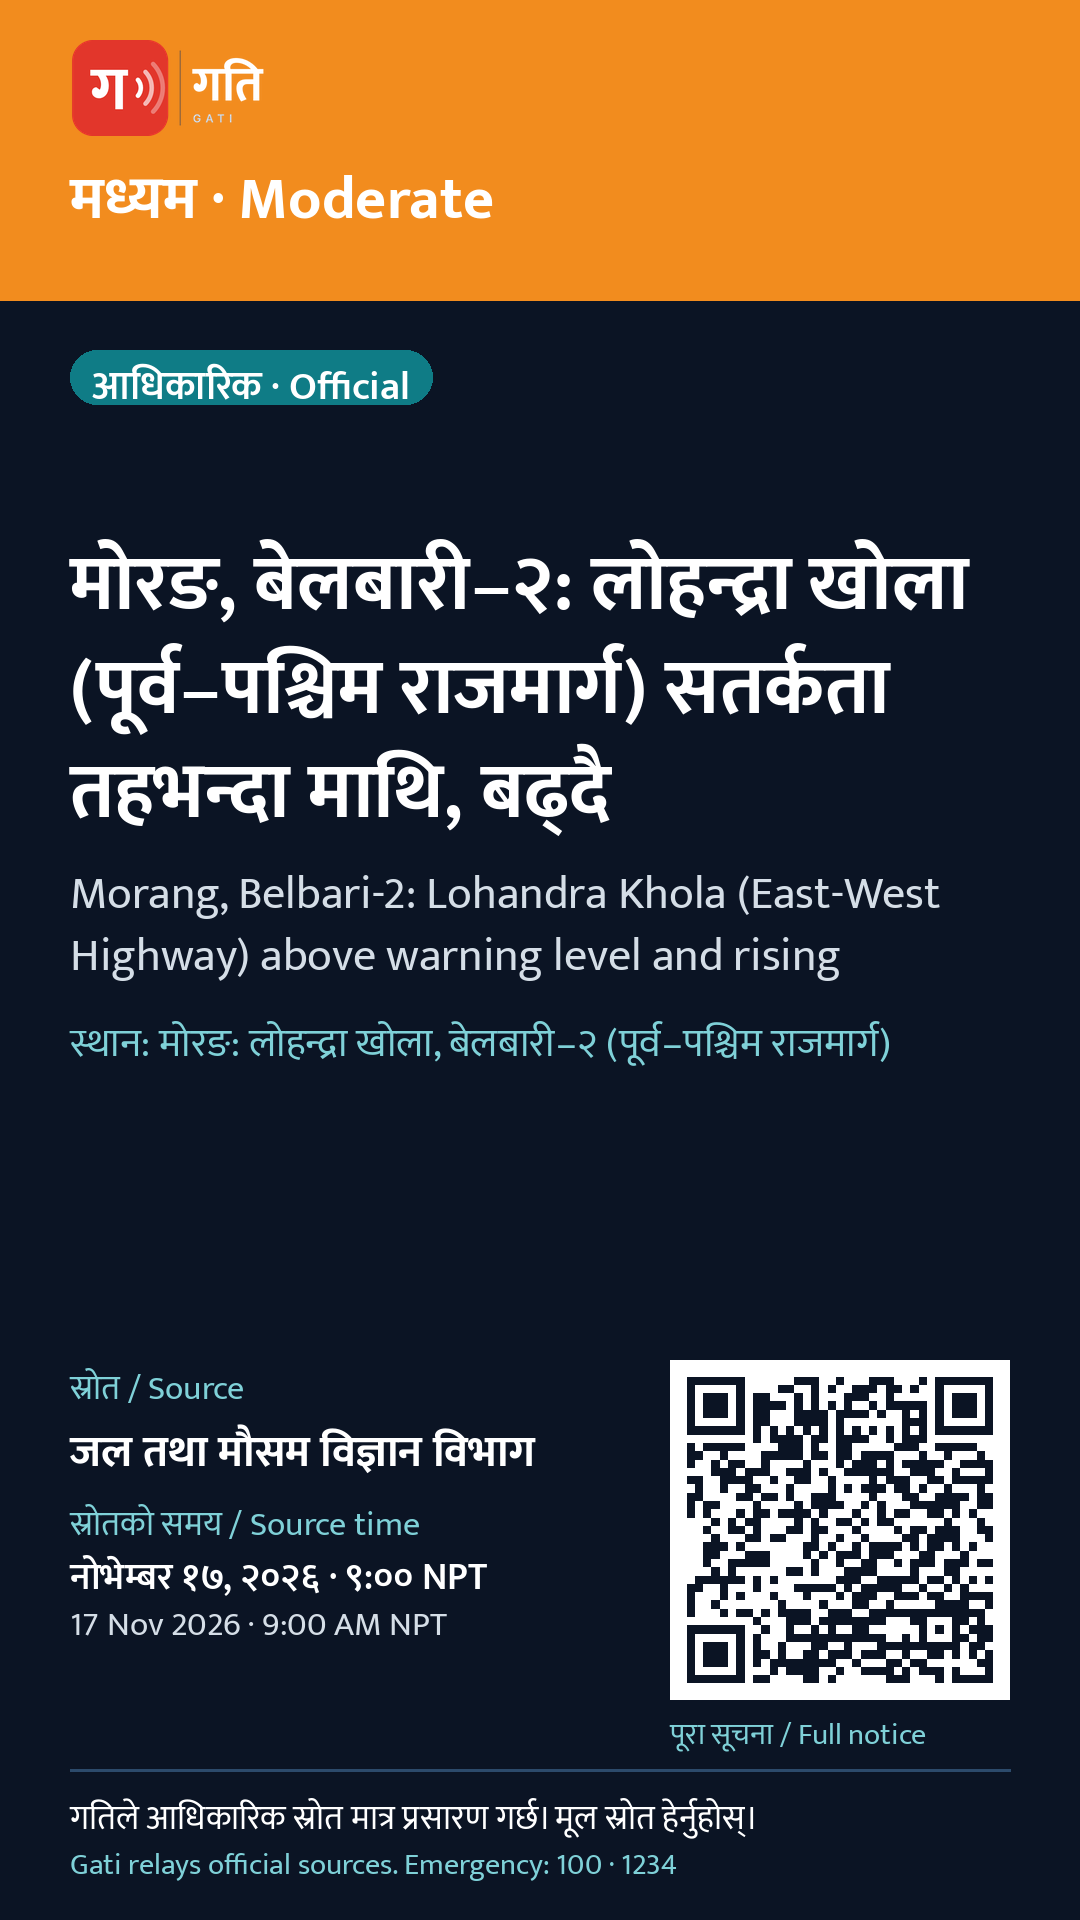 ग
गति
GATI
मध्यम · Moderate
आधिकारिक · Official
मोरङ, बेलबारी–२: लोहन्द्रा खोला
(पूर्व–पश्चिम राजमार्ग) सतर्कता
तहभन्दा माथि, बढ्दै
Morang, Belbari-2: Lohandra Khola (East-West
Highway) above warning level and rising
स्थान: मोरङ: लोहन्द्रा खोला, बेलबारी–२ (पूर्व–पश्चिम राजमार्ग)
स्रोत / Source
जल तथा मौसम विज्ञान विभाग
स्रोतको समय / Source time
नोभेम्बर १७, २०२६ · ९:०० NPT
17 Nov 2026 · 9:00 AM NPT
पूरा सूचना / Full notice
गतिले आधिकारिक स्रोत मात्र प्रसारण गर्छ। मूल स्रोत हेर्नुहोस्।
Gati relays official sources. Emergency: 100 · 1234